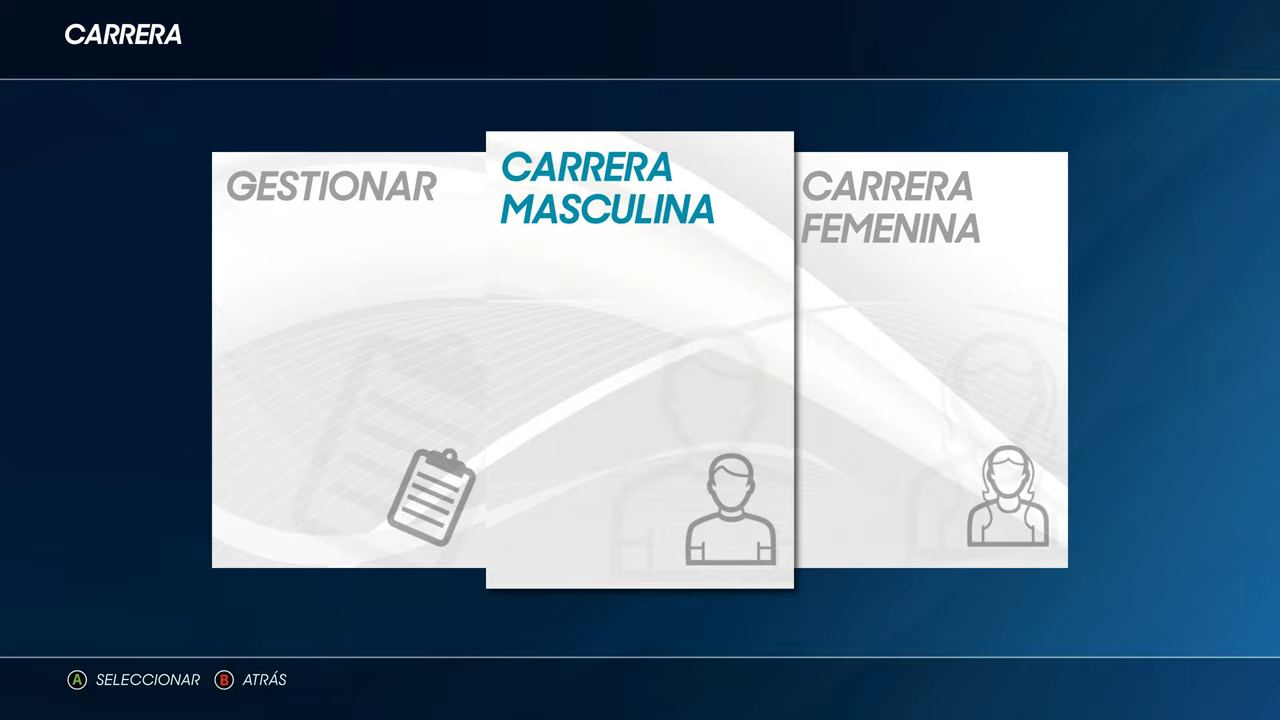 CARRERA
GESTIONAR
CARRERA
MASCULINA
CARRERA
FEMENINA
A SELECCIONAR B ATRÁS